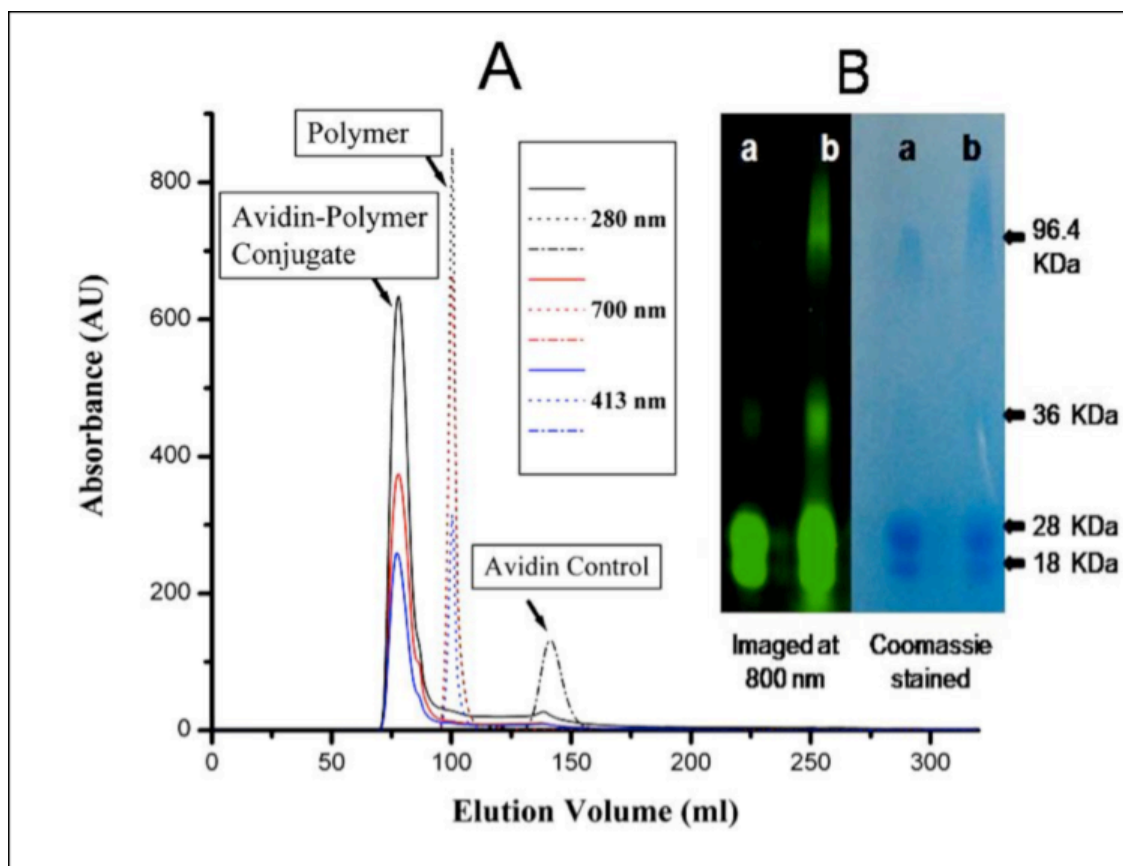 A
B
Polymer
Avidin-Polymer
Conjugate
280 nm
700 nm
413 nm
Avidin Control
Absorbance (AU)
800
600
400
200
0
0
50
100
150
200
250
300
Elution Volume (ml)
a
b
a
b
96.4
KDa
36 KDa
28 KDa
18 KDa
Imaged at
800 nm
Coomassie
stained